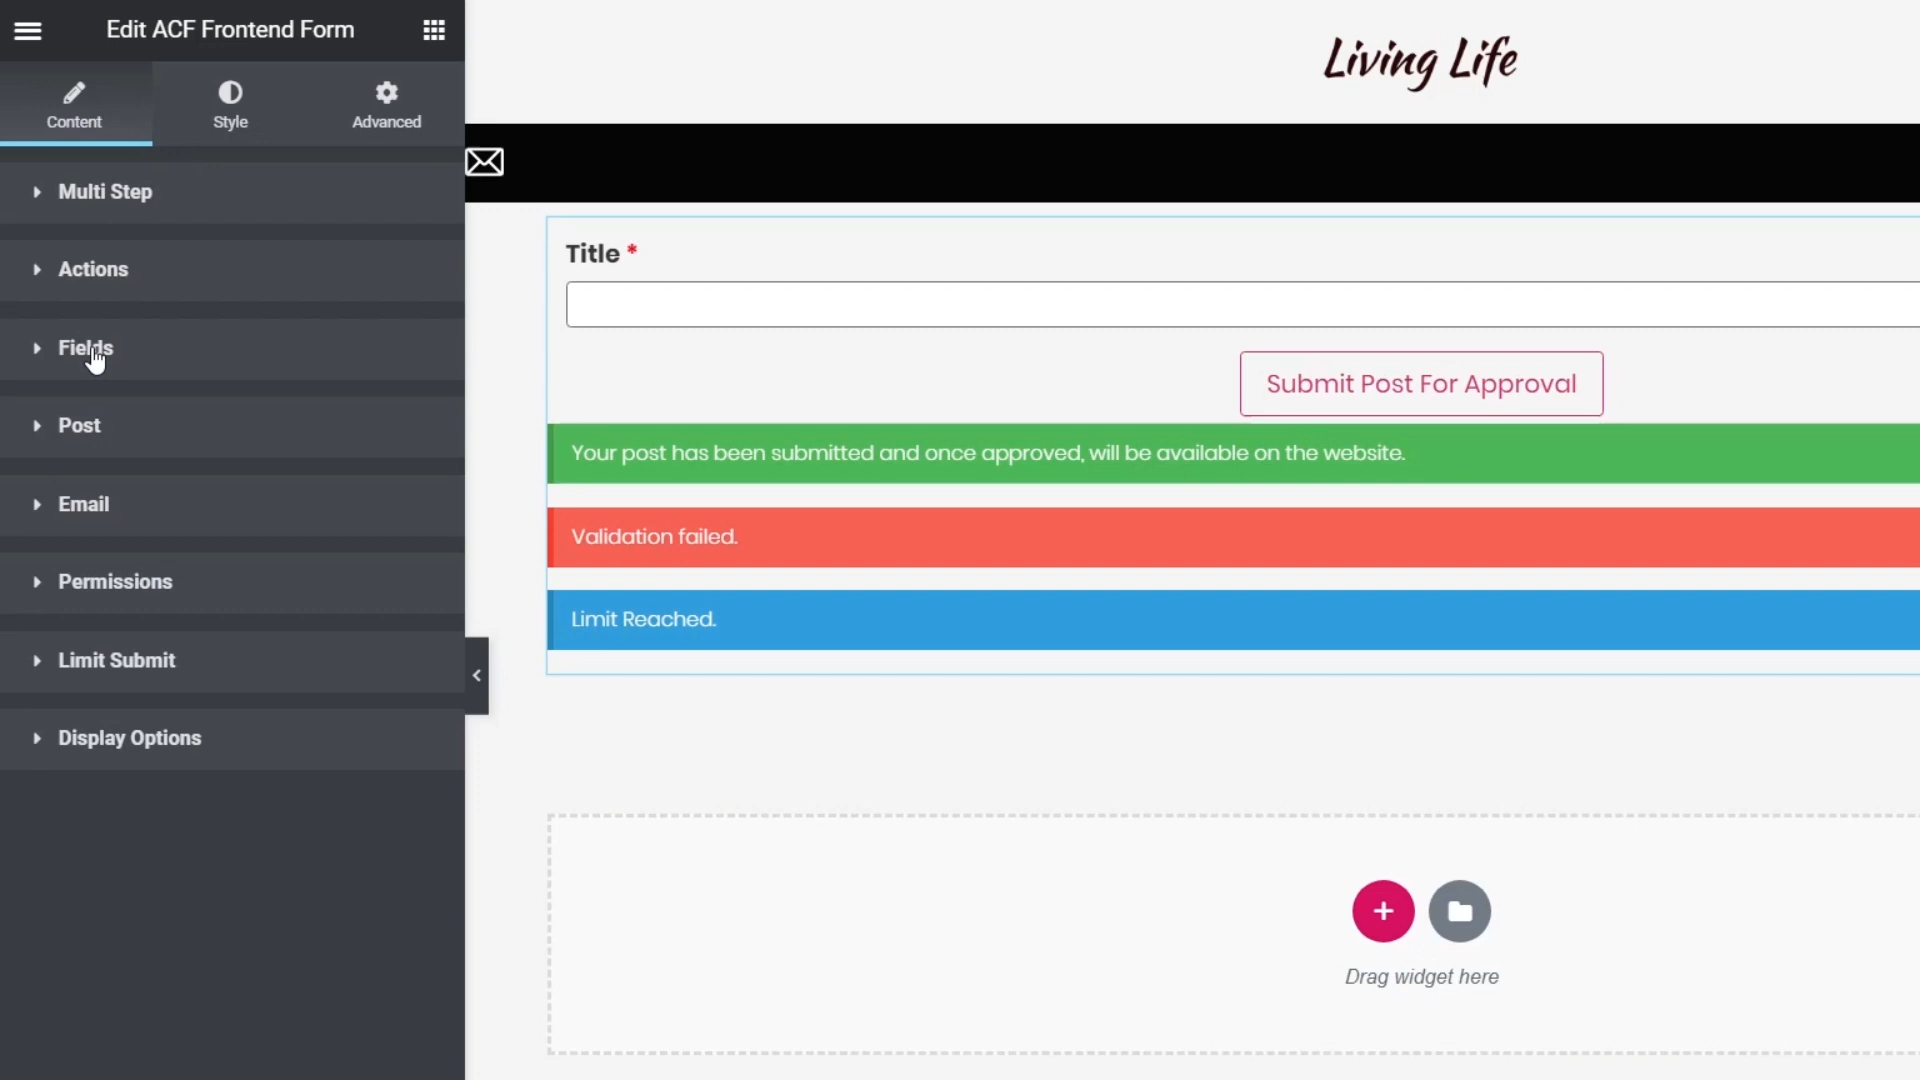 Edit ACF Frontend Form
Content
Style
Advanced
Multi Step
Actions
Fields
Post
Email
Permissions
Limit Submit
Display Options
Living Life
Title *
Submit Post For Approval
Your post has been submitted and once approved, will be available on the website.
Validation failed.
Limit Reached.
Drag widget here